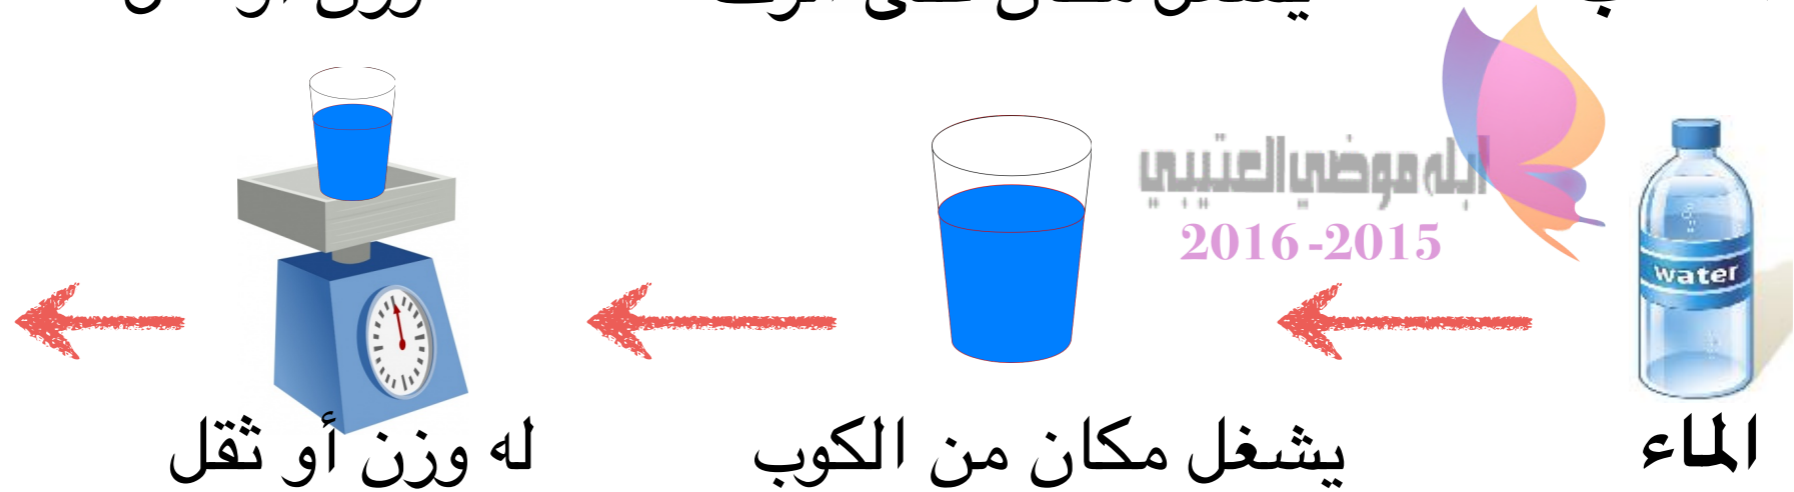 ابله موضي العتيبي
2016-2015
water
الماء
يشغل مكان من الكوب
له وزن أو ثقل